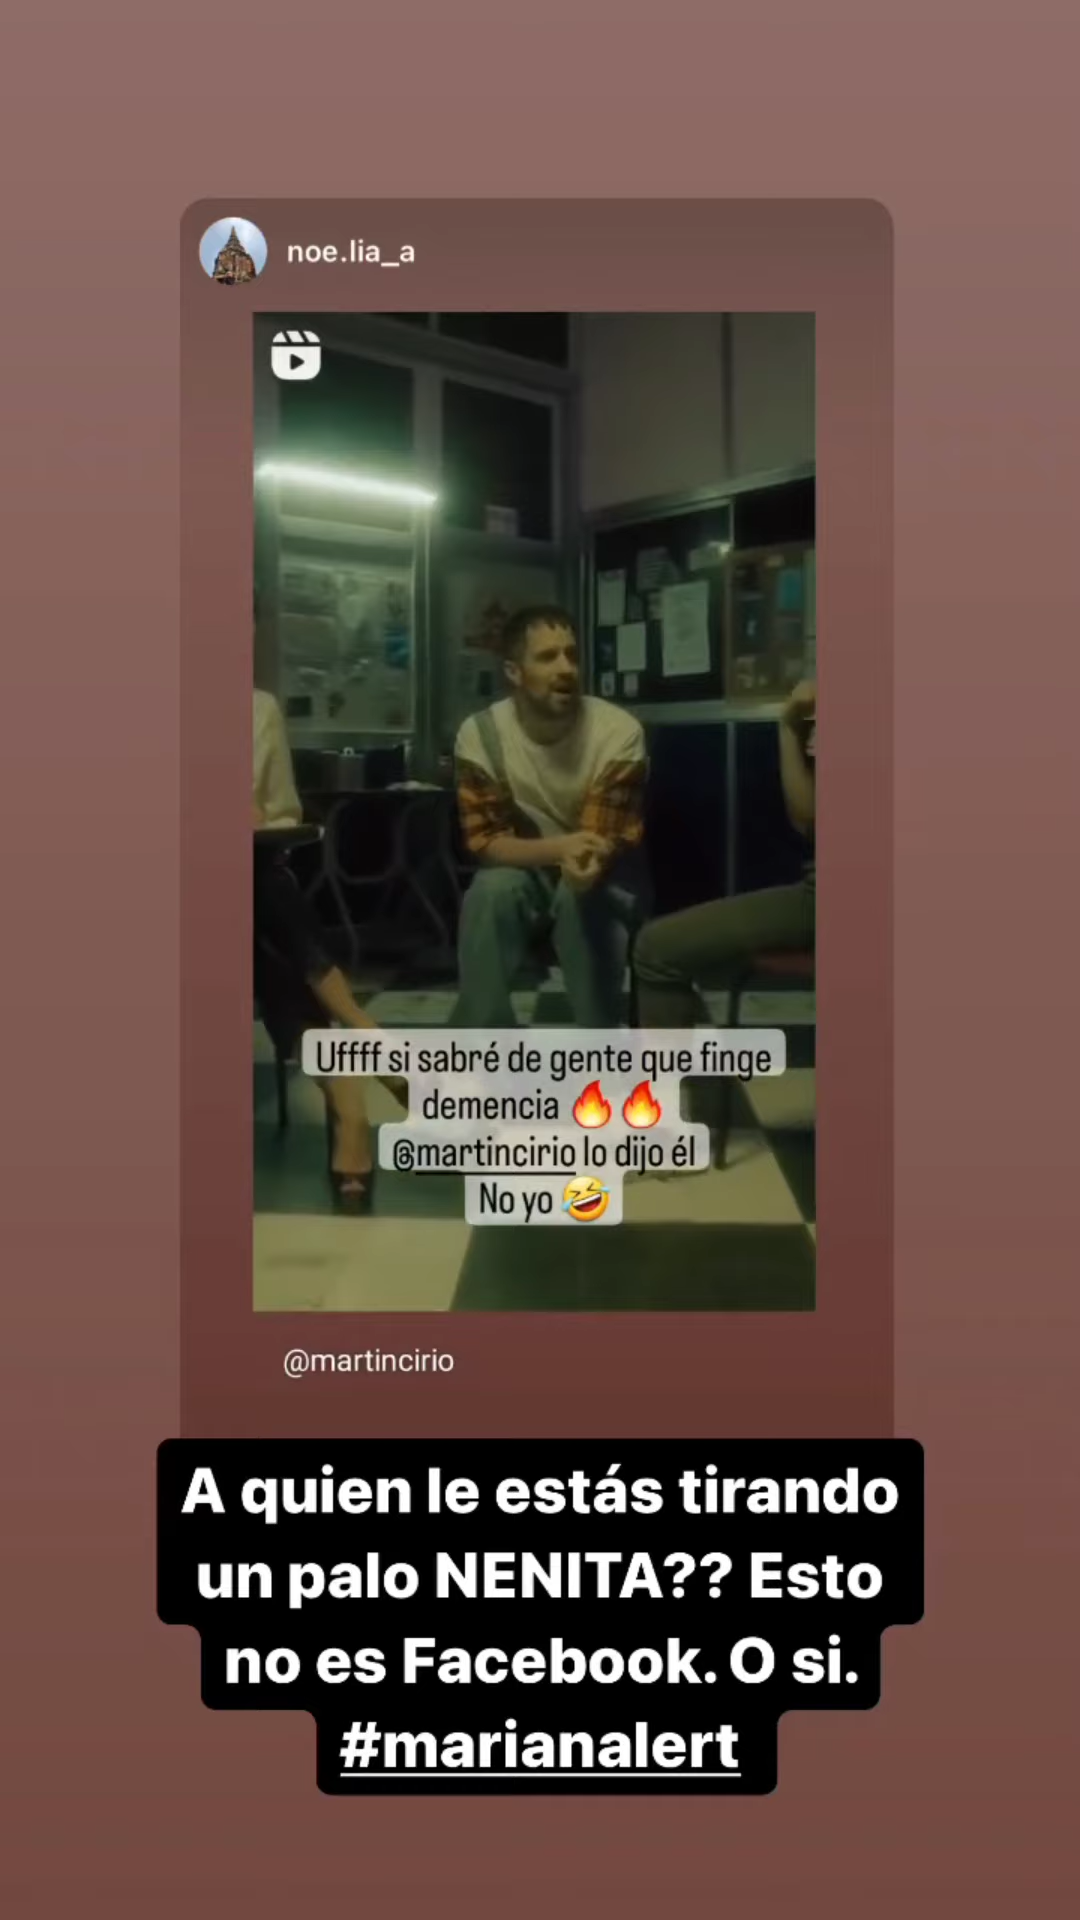 noe.lia_a
Uffff si sabré de gente que finge
demencia 🔥🔥
@martincirio lo dijo él
No yo 🤣
@martincirio
A quien le estás tirando
un palo NENITA?? Esto
no es Facebook. O si.
#marianalert